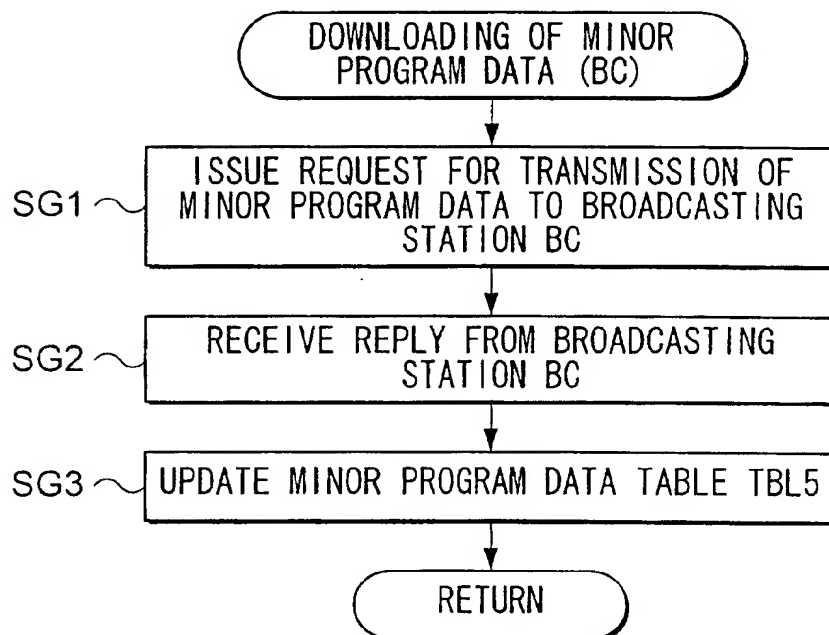 DOWNLOADING OF MINOR
PROGRAM DATA (BC)
SG1
ISSUE REQUEST FOR TRANSMISSION OF
MINOR PROGRAM DATA TO BROADCASTING
STATION BC
SG2
RECEIVE REPLY FROM BROADCASTING
STATION BC
SG3
UPDATE MINOR PROGRAM DATA TABLE TBL5
RETURN